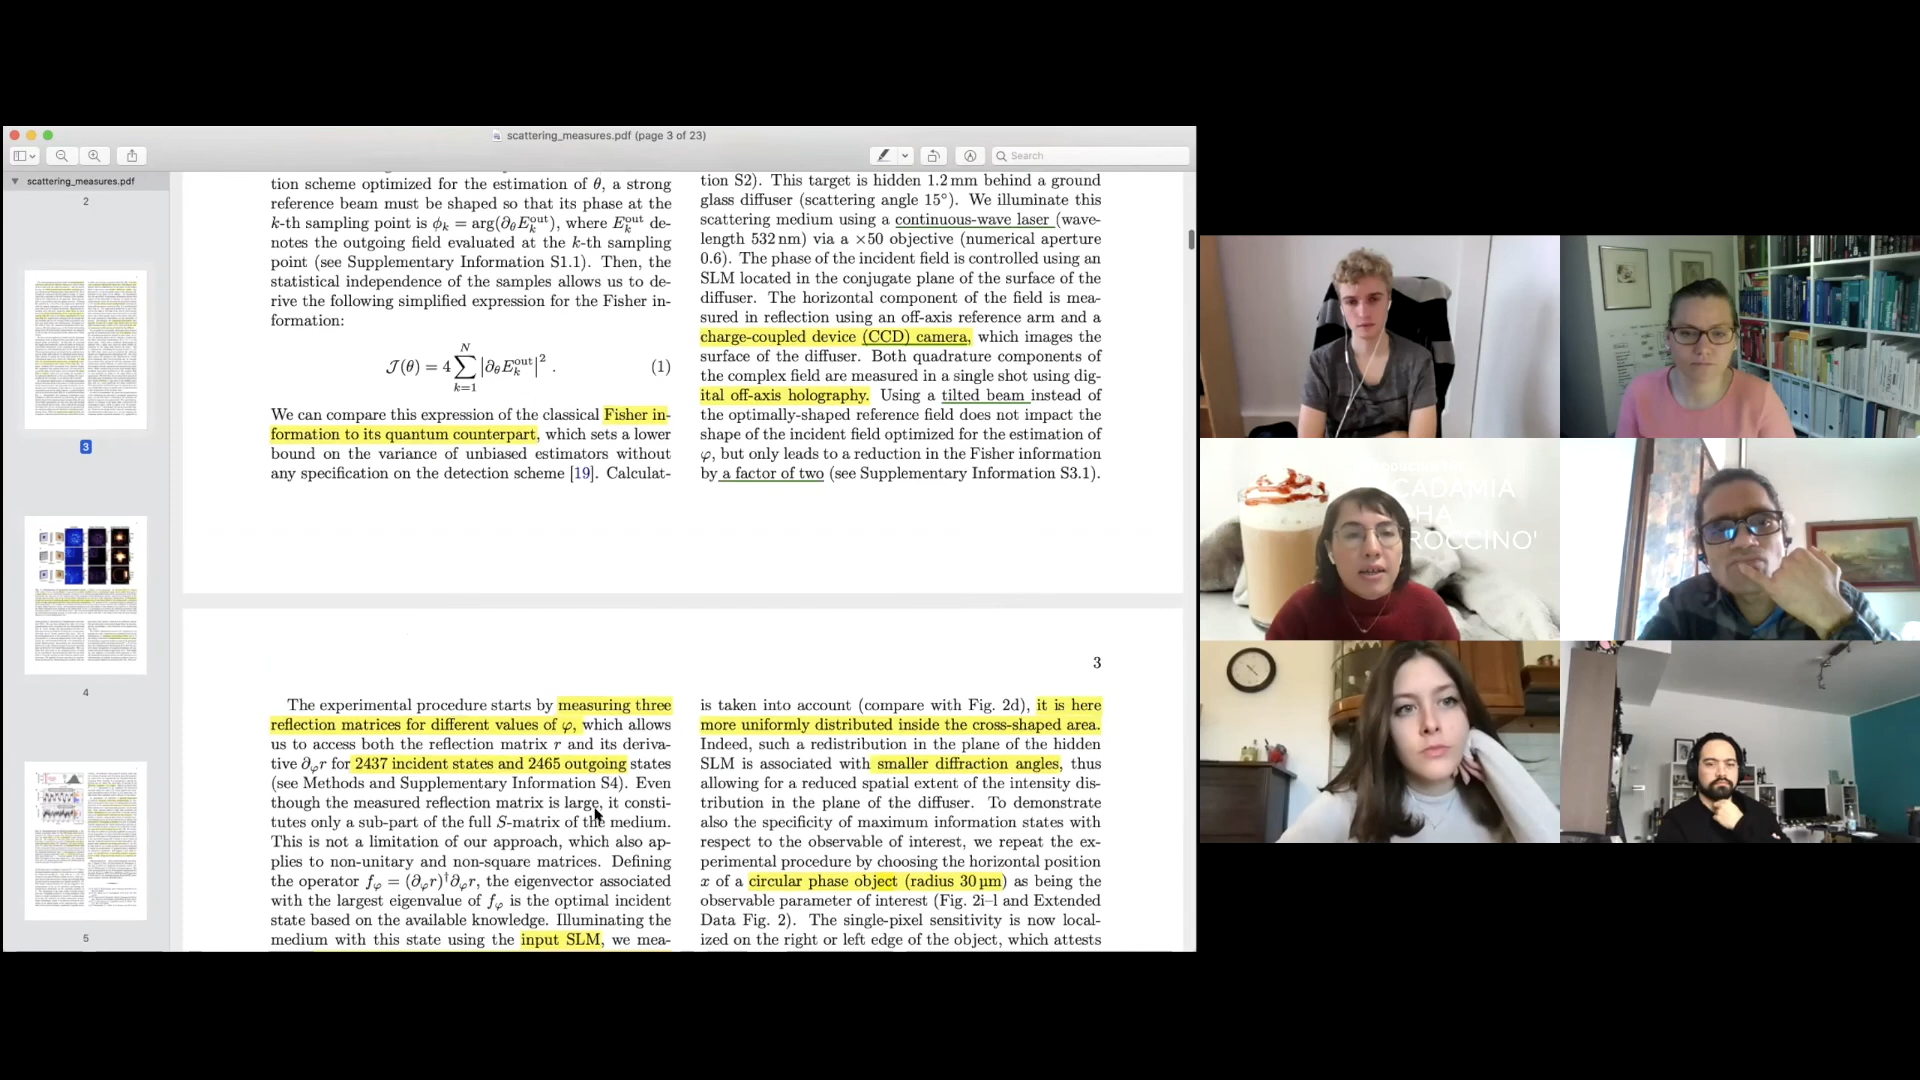 scattering_measures.pdf (page 3 of 23)
Search
scattering_measures.pdf
2
3
4
5
tion scheme optimized for the estimation of θ, a strong
reference beam must be shaped so that its phase at the
k-th sampling point is ϕₖ = arg(∂θEₖᵒᵘᵗ), where Eₖᵒᵘᵗ de-
notes the outgoing field evaluated at the k-th sampling
point (see Supplementary Information S1.1). Then, the
statistical independence of the samples allows us to de-
rive the following simplified expression for the Fisher in-
formation:
J(θ) = 4 ∑ₖ₌₁ᴺ |∂θEₖᵒᵘᵗ|² . (1)
We can compare this expression of the classical Fisher in-
formation to its quantum counterpart, which sets a lower
bound on the variance of unbiased estimators without
any specification on the detection scheme [19]. Calculat-
tion S2). This target is hidden 1.2 mm behind a ground
glass diffuser (scattering angle 15°). We illuminate this
scattering medium using a continuous-wave laser (wave-
length 532 nm) via a ×50 objective (numerical aperture
0.6). The phase of the incident field is controlled using an
SLM located in the conjugate plane of the surface of the
diffuser. The horizontal component of the field is mea-
sured in reflection using an off-axis reference arm and a
charge-coupled device (CCD) camera, which images the
surface of the diffuser. Both quadrature components of
the complex field are measured in a single shot using dig-
ital off-axis holography. Using a tilted beam instead of
the optimally-shaped reference field does not impact the
shape of the incident field optimized for the estimation of
φ, but only leads to a reduction in the Fisher information
by a factor of two (see Supplementary Information S3.1).
3
The experimental procedure starts by measuring three
reflection matrices for different values of φ, which allows
us to access both the reflection matrix r and its deriva-
tive ∂φr for 2437 incident states and 2465 outgoing states
(see Methods and Supplementary Information S4). Even
though the measured reflection matrix is large, it consti-
tutes only a sub-part of the full S-matrix of the medium.
This is not a limitation of our approach, which also ap-
plies to non-unitary and non-square matrices. Defining
the operator fφ = (∂φr)†∂φr, the eigenvector associated
with the largest eigenvalue of fφ is the optimal incident
state based on the available knowledge. Illuminating the
medium with this state using the input SLM, we mea-
is taken into account (compare with Fig. 2d), it is here
more uniformly distributed inside the cross-shaped area.
Indeed, such a redistribution in the plane of the hidden
SLM is associated with smaller diffraction angles, thus
allowing for a reduced spatial extent of the intensity dis-
tribution in the plane of the diffuser. To demonstrate
also the specificity of maximum information states with
respect to the observable of interest, we repeat the ex-
perimental procedure by choosing the horizontal position
x of a circular phase object (radius 30 µm) as being the
observable parameter of interest (Fig. 2i–l and Extended
Data Fig. 2). The single-pixel sensitivity is now local-
ized on the right or left edge of the object, which attests
CADAMIA
HA
ROCCINO'